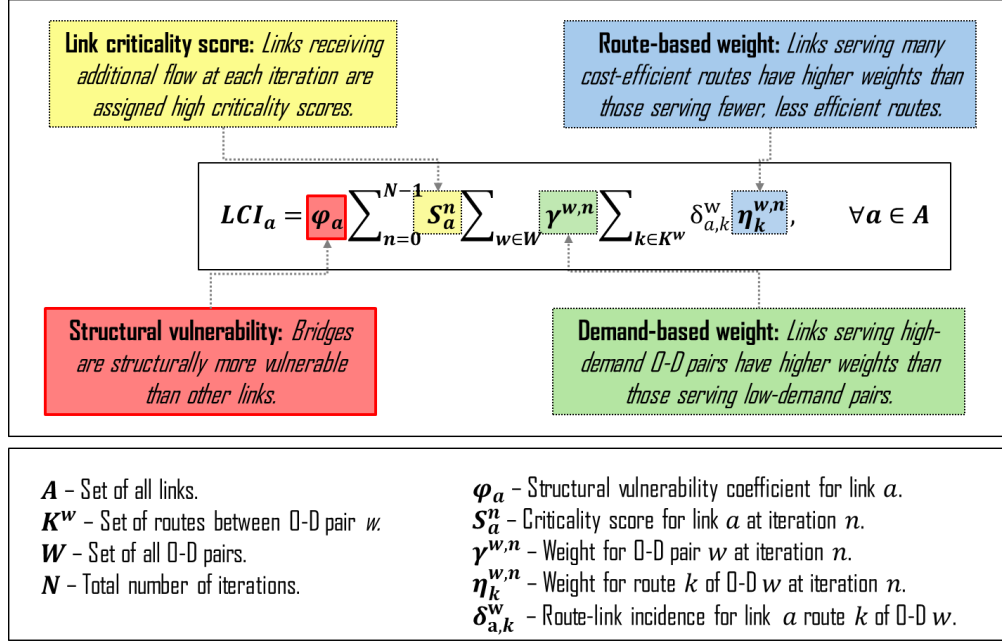 Link criticality score: Links receiving
additional flow at each iteration are
assigned high criticality scores.
Route-based weight: Links serving many
cost-efficient routes have higher weights than
those serving fewer, less efficient routes.
LCI_a = φ_a ∑_{n=0}^{N−1} S_a^n ∑_{w∈W} γ^{w,n} ∑_{k∈K^w} δ_{a,k}^w η_k^{w,n}, ∀a ∈ A
Structural vulnerability: Bridges
are structurally more vulnerable
than other links.
Demand-based weight: Links serving high-
demand O-D pairs have higher weights than
those serving low-demand pairs.
A – Set of all links.
K^w – Set of routes between O-D pair w.
W – Set of all O-D pairs.
N – Total number of iterations.
φ_a – Structural vulnerability coefficient for link a.
S_a^n – Criticality score for link a at iteration n.
γ^{w,n} – Weight for O-D pair w at iteration n.
η_k^{w,n} – Weight for route k of O-D w at iteration n.
δ_{a,k}^w – Route-link incidence for link a route k of O-D w.